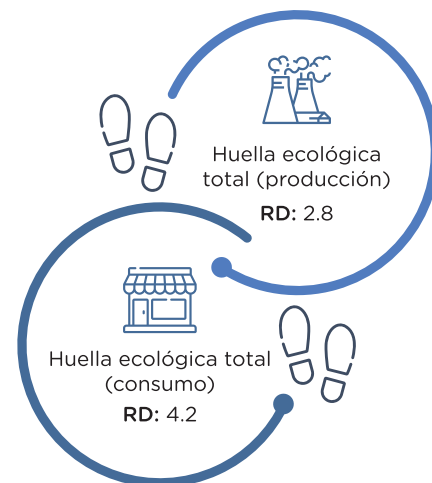 Huella ecológica
total (producción)
RD: 2.8
Huella ecológica total
(consumo)
RD: 4.2